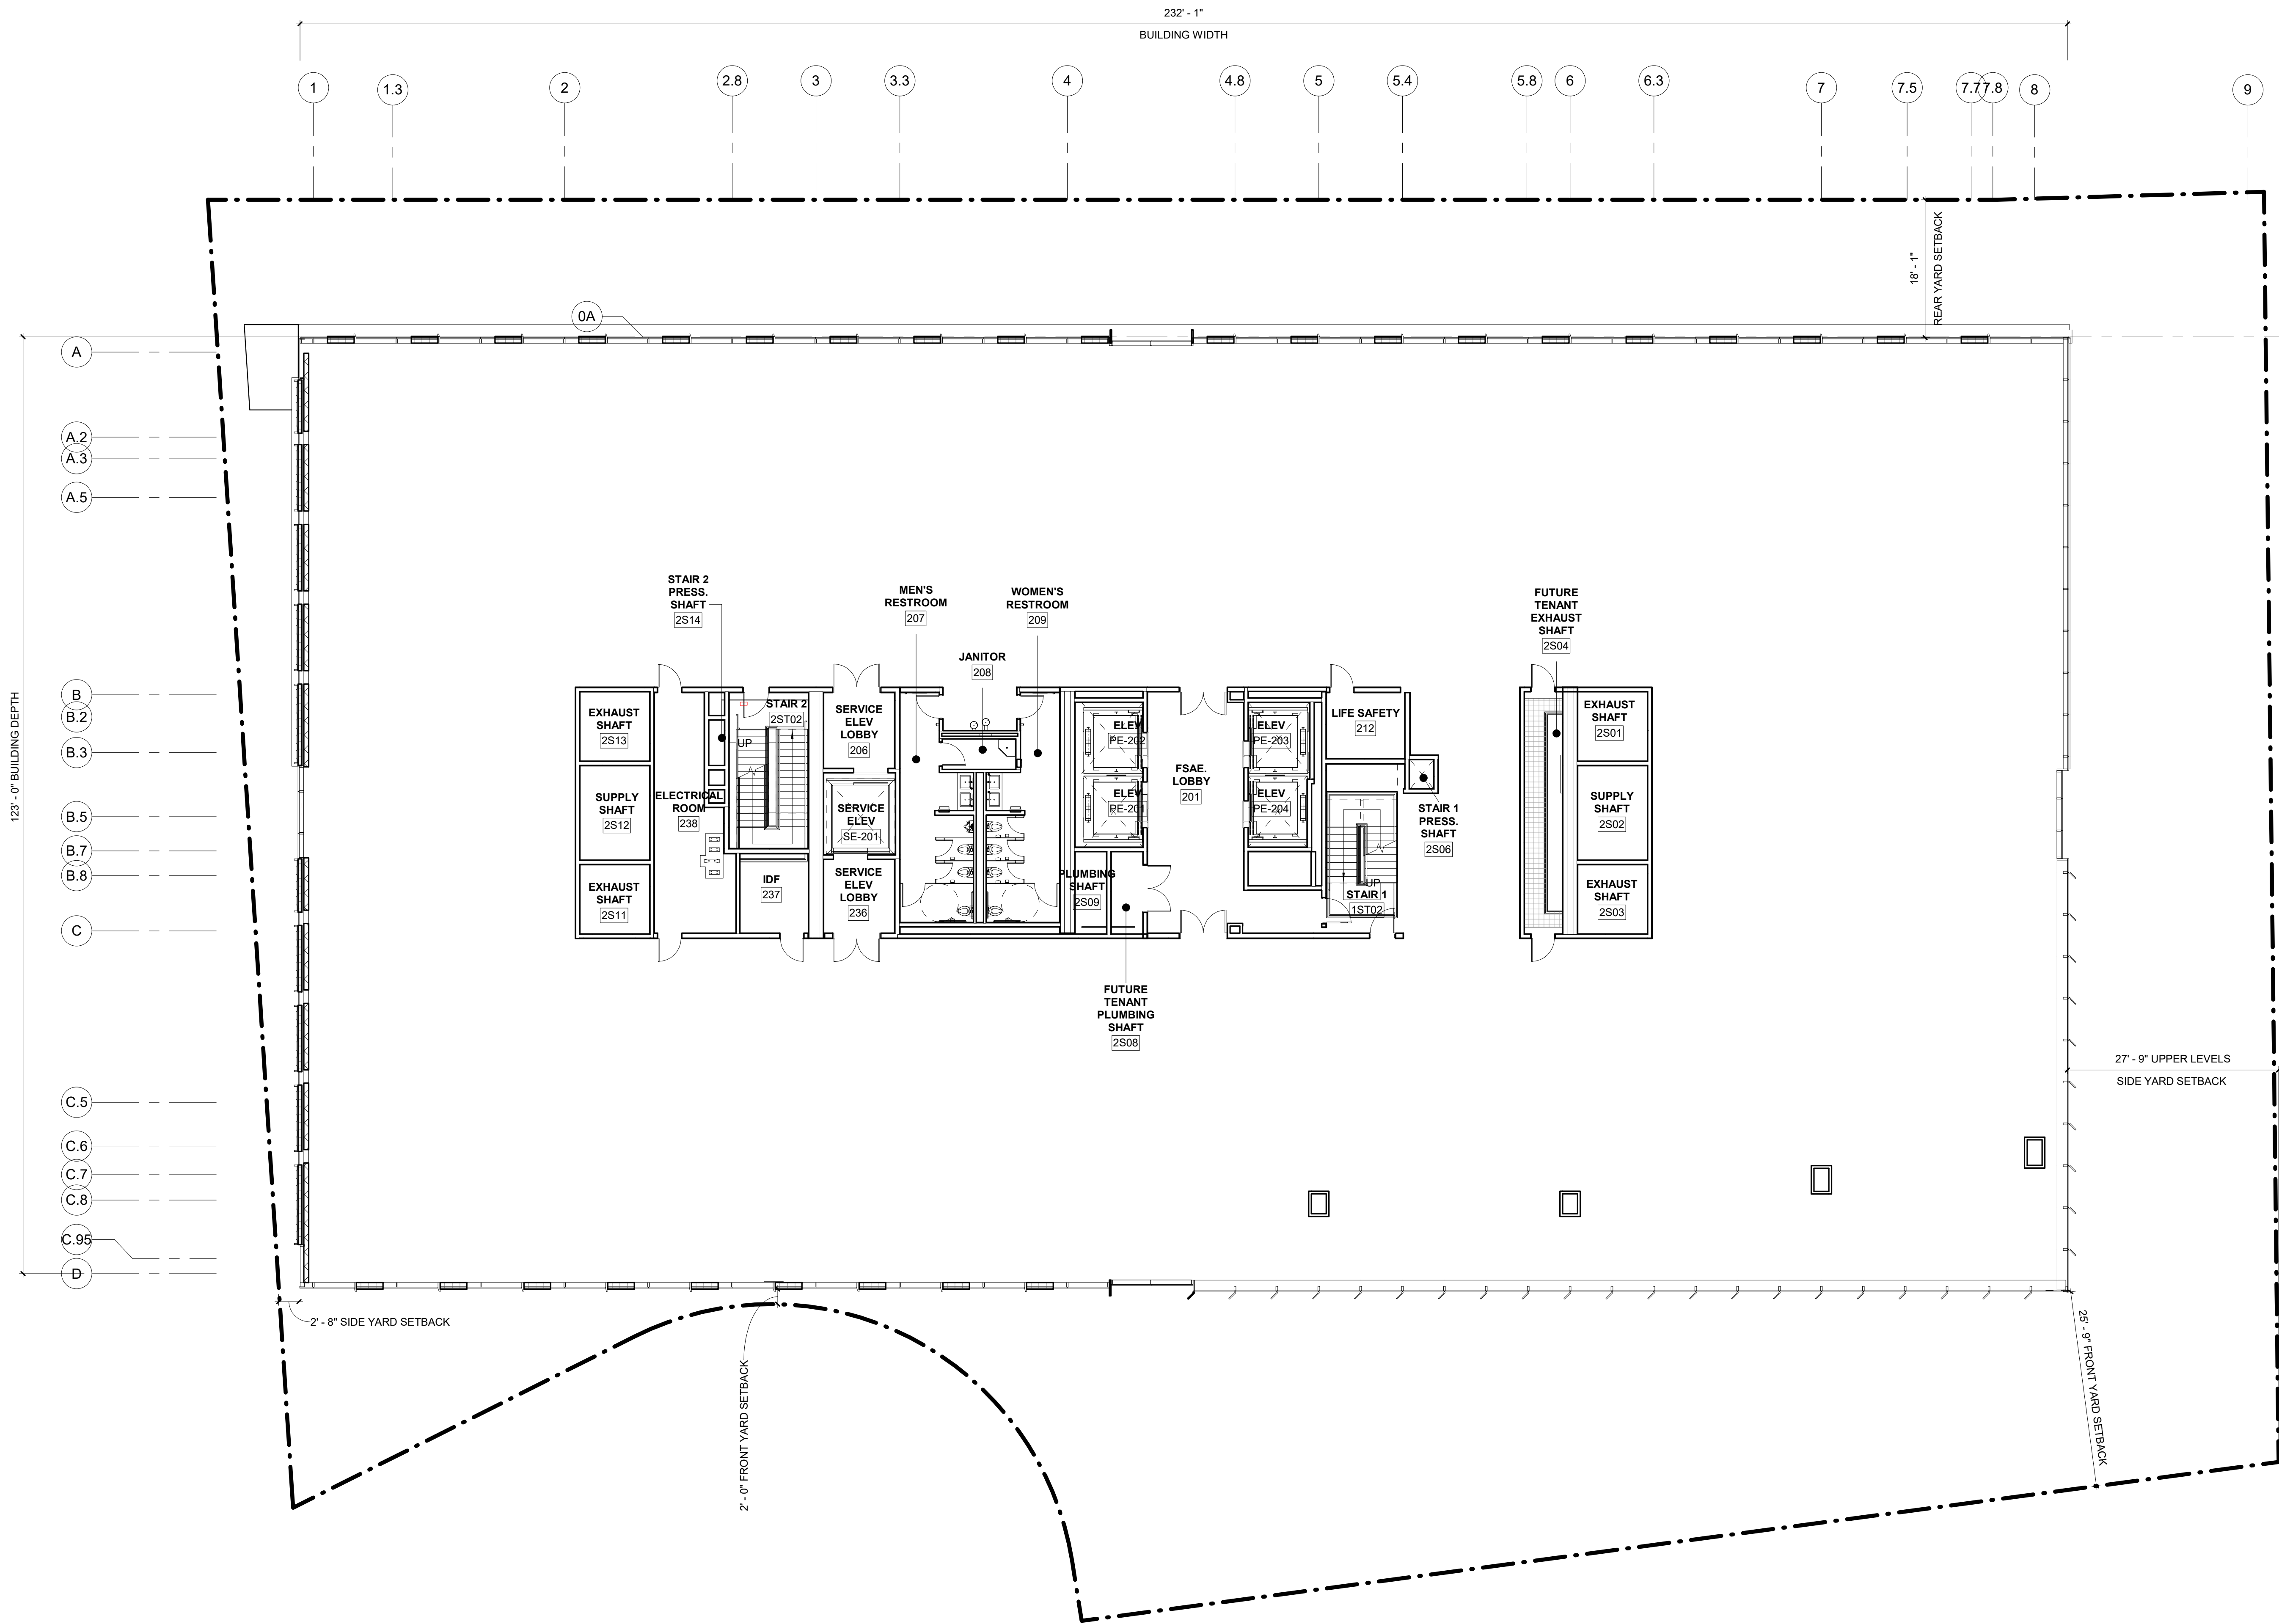 232' - 1"
BUILDING WIDTH
1
1.3
2
2.8
3
3.3
4
4.8
5
5.4
5.8
6
6.3
7
7.5
7.7
7.8
8
9
18' - 1"
REAR YARD SETBACK
0A
123' - 0" BUILDING DEPTH
A
A.2
A.3
A.5
B
B.2
B.3
B.5
B.7
B.8
C
C.5
C.6
C.7
C.8
C.95
D
STAIR 2
PRESS.
SHAFT
2S14
MEN'S
RESTROOM
207
WOMEN'S
RESTROOM
209
JANITOR
208
FUTURE
TENANT
EXHAUST
SHAFT
2S04
EXHAUST
SHAFT
2S13
SUPPLY
SHAFT
2S12
EXHAUST
SHAFT
2S11
ELECTRICAL
ROOM
238
STAIR 2
2ST02
UP
IDF
237
SERVICE
ELEV
LOBBY
206
SERVICE
ELEV
SE-201
SERVICE
ELEV
LOBBY
236
ELEV
PE-202
ELEV
PE-201
PLUMBING
SHAFT
2S09
FSAE.
LOBBY
201
ELEV
PE-203
ELEV
PE-204
LIFE SAFETY
212
STAIR 1
PRESS.
SHAFT
2S06
UP
STAIR 1
1ST02
EXHAUST
SHAFT
2S01
SUPPLY
SHAFT
2S02
EXHAUST
SHAFT
2S03
FUTURE
TENANT
PLUMBING
SHAFT
2S08
27' - 9" UPPER LEVELS
SIDE YARD SETBACK
2' - 8" SIDE YARD SETBACK
2' - 0" FRONT YARD SETBACK
25' - 9" FRONT YARD SETBACK